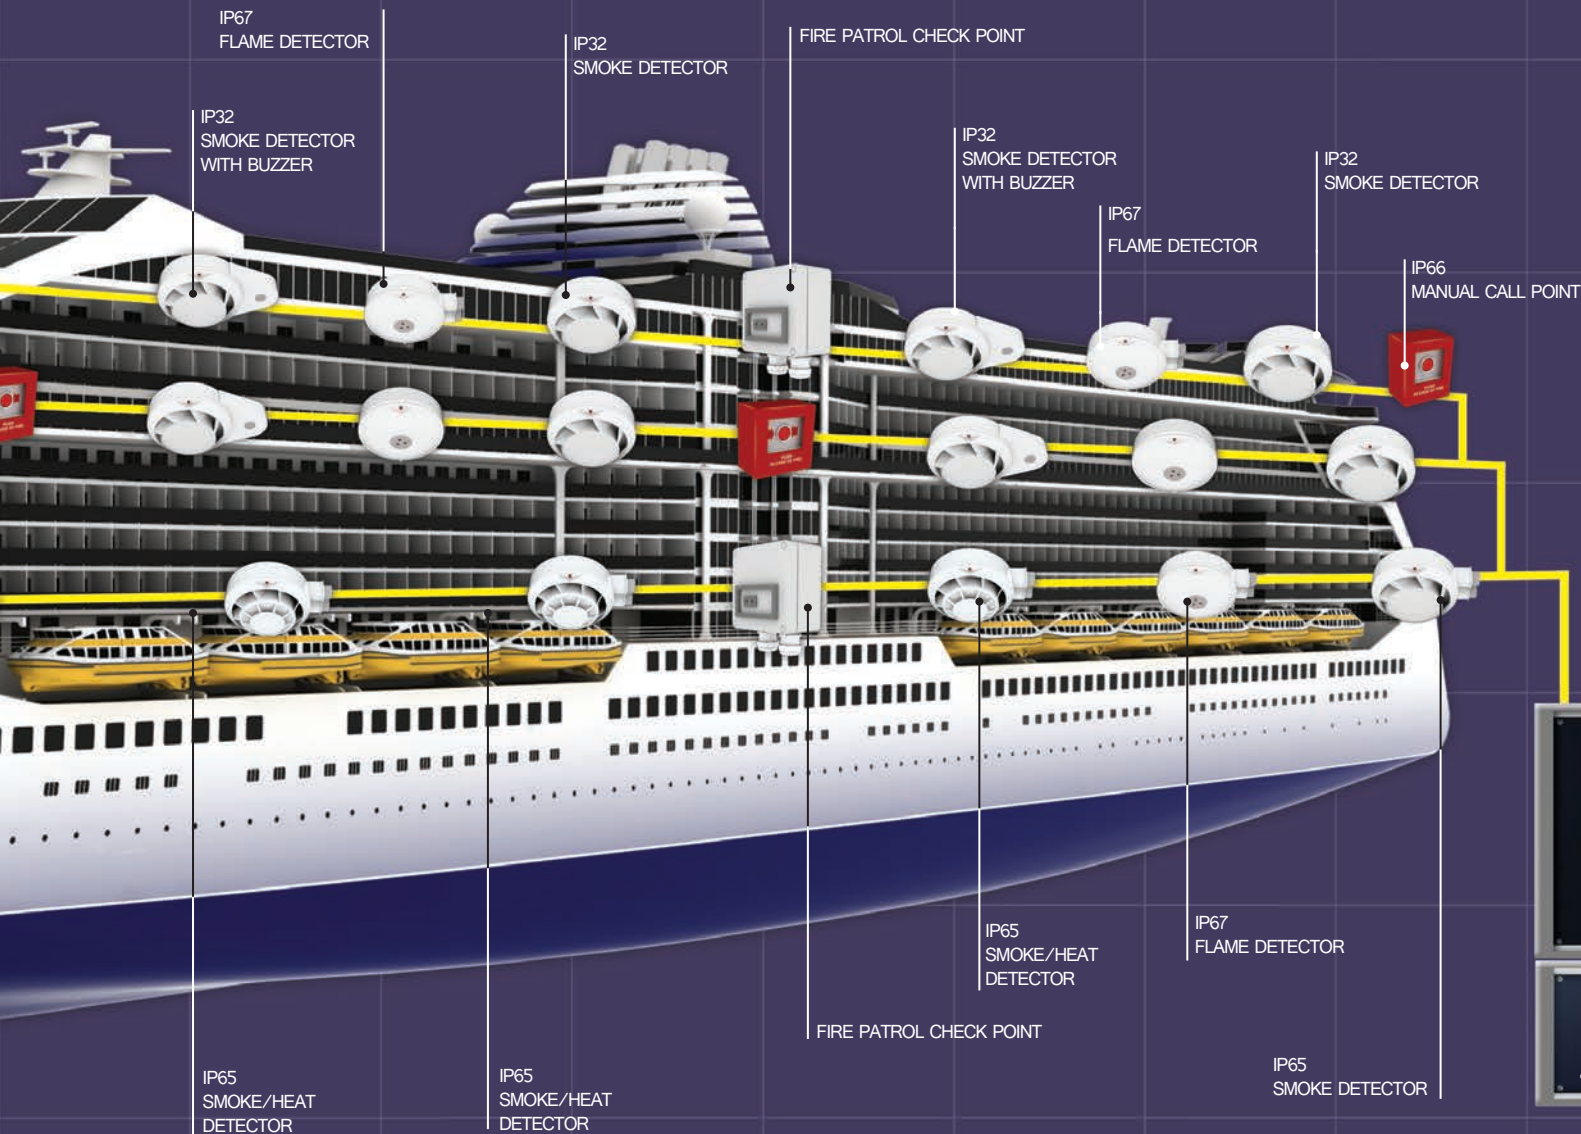 IP67
FLAME DETECTOR
IP32
SMOKE DETECTOR
FIRE PATROL CHECK POINT
IP32
SMOKE DETECTOR
WITH BUZZER
IP32
SMOKE DETECTOR
WITH BUZZER
IP32
SMOKE DETECTOR
IP67
FLAME DETECTOR
IP66
MANUAL CALL POINT
IP65
SMOKE/HEAT
DETECTOR
IP67
FLAME DETECTOR
FIRE PATROL CHECK POINT
IP65
SMOKE/HEAT
DETECTOR
IP65
SMOKE/HEAT
DETECTOR
IP65
SMOKE DETECTOR